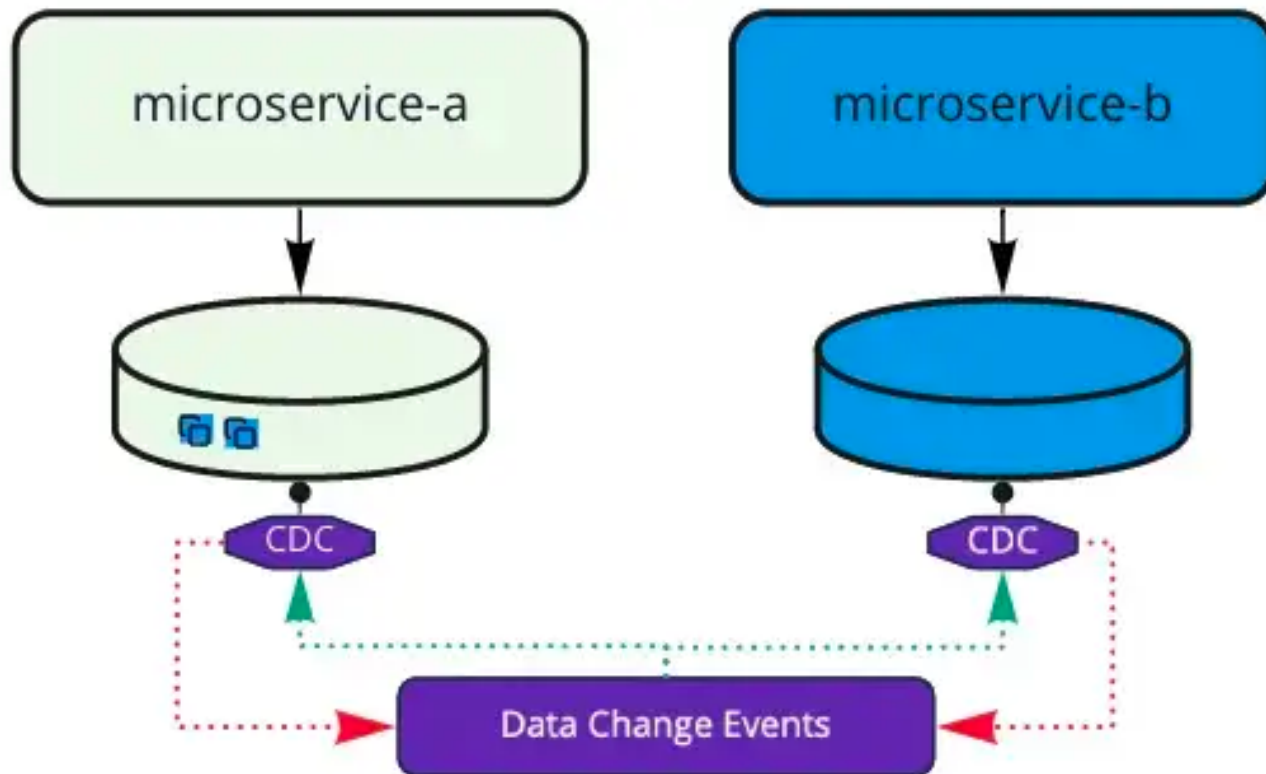 microservice-a
microservice-b
CDC
CDC
Data Change Events